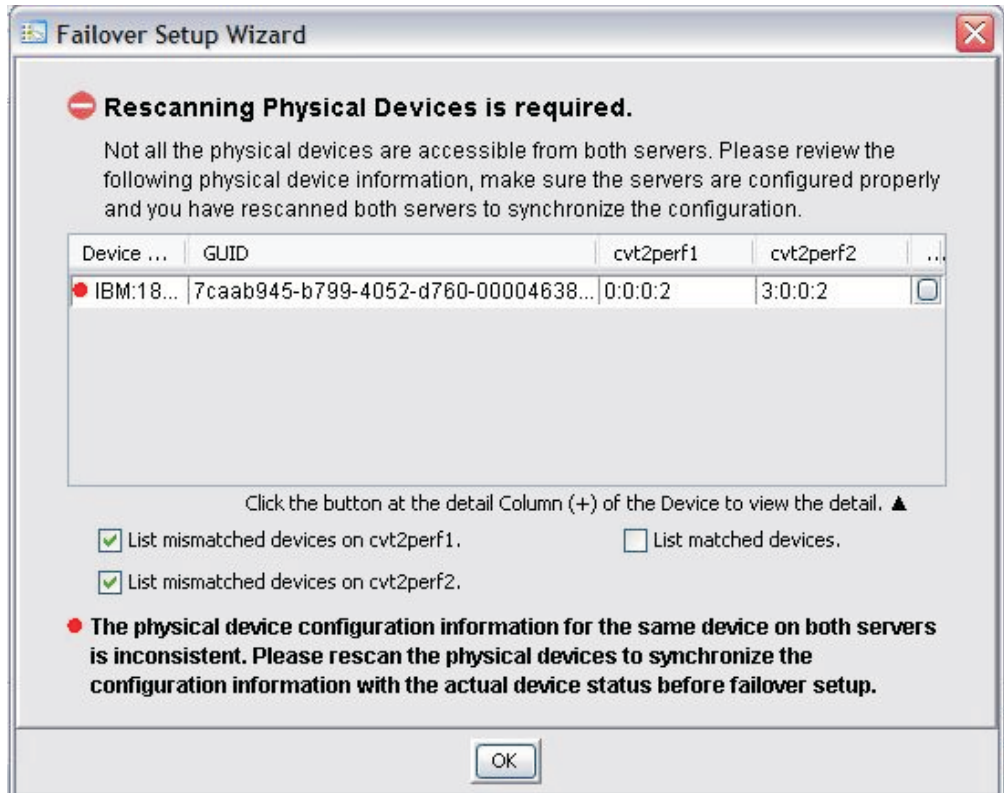 Failover Setup Wizard
Rescanning Physical Devices is required.
Not all the physical devices are accessible from both servers. Please review the
following physical device information, make sure the servers are configured properly
and you have rescanned both servers to synchronize the configuration.
Device ... GUID cvt2perf1 cvt2perf2 ...
IBM:18... 7caab945-b799-4052-d760-00004638... 0:0:0:2 3:0:0:2
Click the button at the detail Column (+) of the Device to view the detail. ▲
List mismatched devices on cvt2perf1. List matched devices.
List mismatched devices on cvt2perf2.
The physical device configuration information for the same device on both servers
is inconsistent. Please rescan the physical devices to synchronize the
configuration information with the actual device status before failover setup.
OK